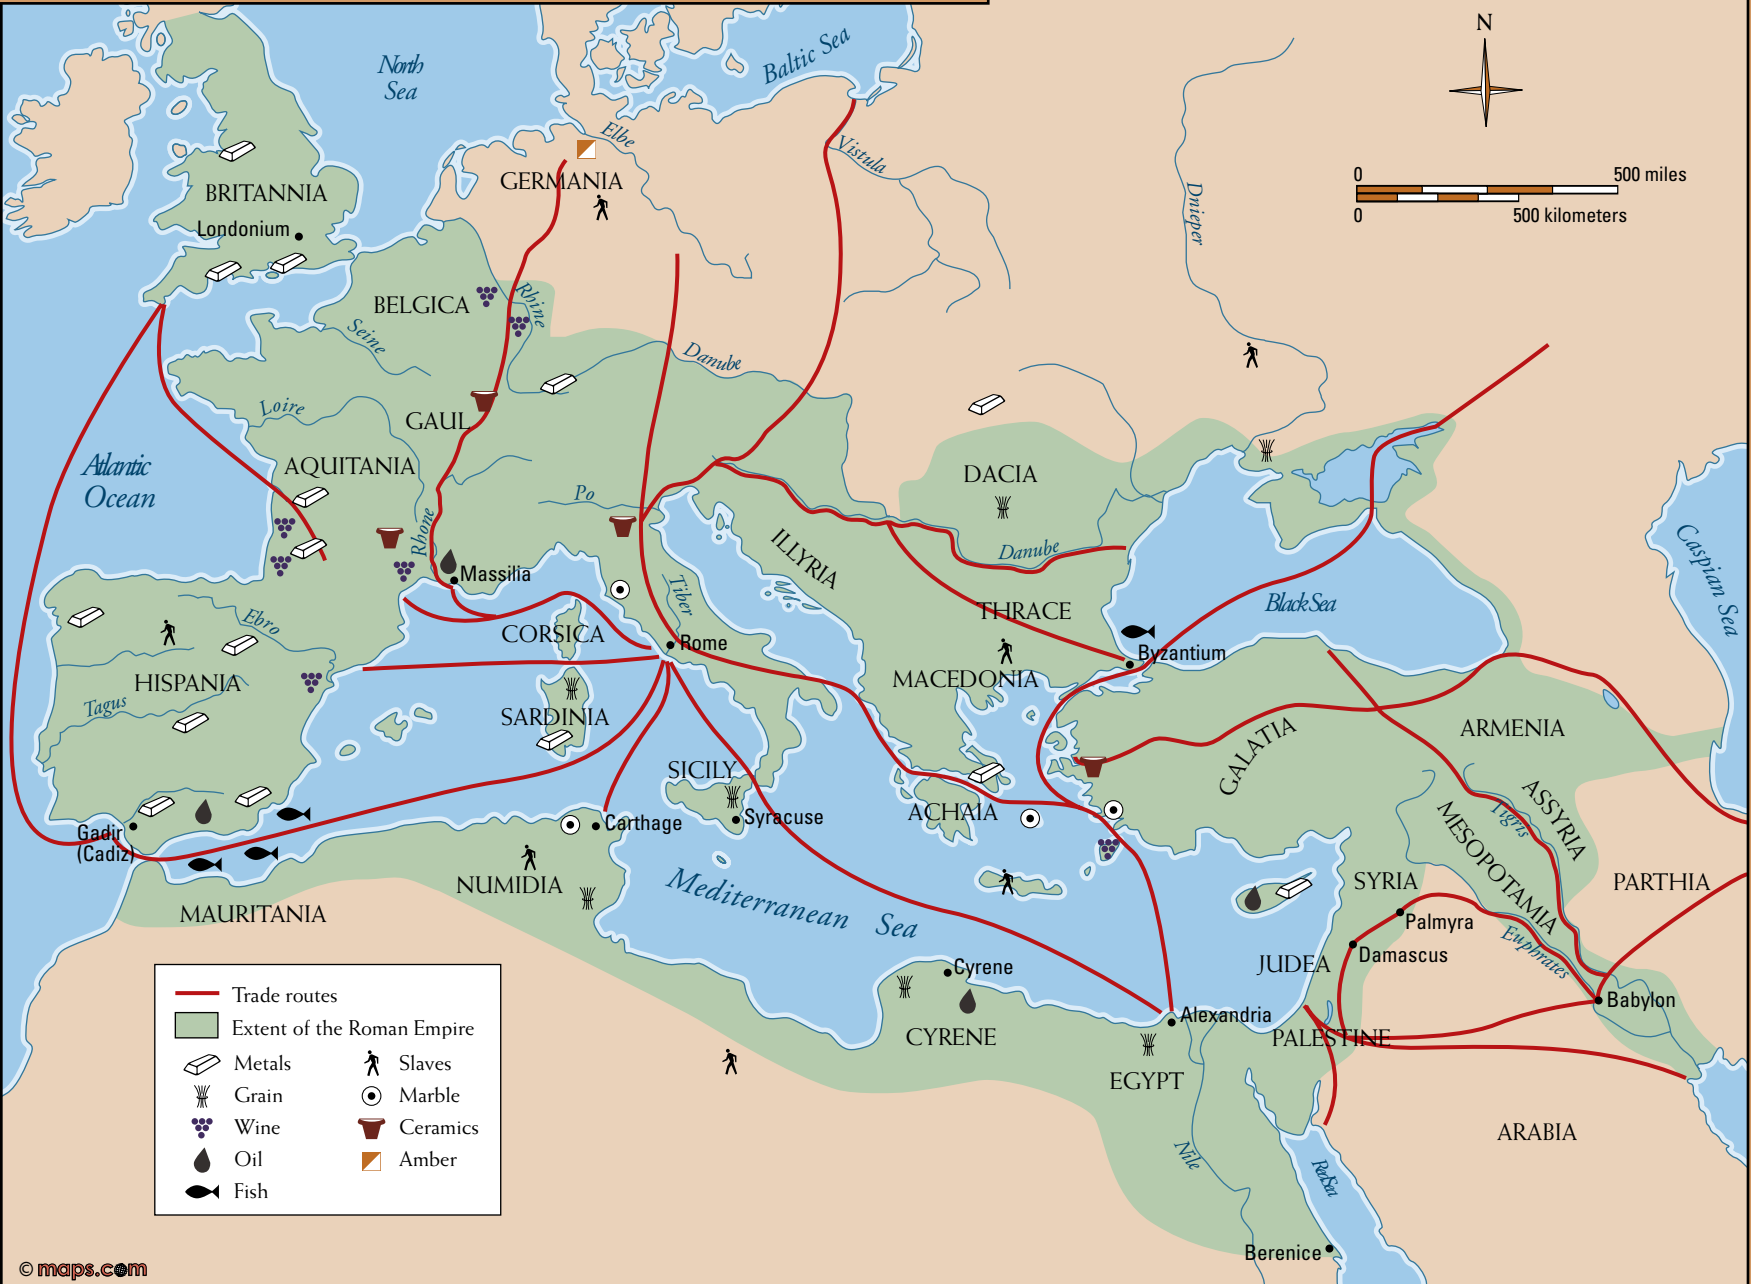 North
Sea
Baltic Sea
N
Elbe
Vistula
Dnieper
0
500 miles
0
500 kilometers
GERMANIA
BRITANNIA
Londonium
BELGICA
Rhine
Seine
Danube
Loire
GAUL
AQUITANIA
Atlantic
Ocean
DACIA
Po
Rhone
ILLYRIA
Danube
Caspian Sea
Massilia
Tiber
THRACE
Black Sea
Ebro
CORSICA
Rome
Byzantium
HISPANIA
MACEDONIA
Tagus
SARDINIA
ARMENIA
GALATIA
SICILY
ACHAIA
Syracuse
Carthage
Gadir
(Cadiz)
Tigris
ASSYRIA
MESOPOTAMIA
NUMIDIA
Mediterranean Sea
SYRIA
PARTHIA
MAURITANIA
Palmyra
Euphrates
Damascus
JUDEA
Cyrene
Babylon
Alexandria
CYRENE
PALESTINE
EGYPT
ARABIA
Nile
Red Sea
Berenice
Trade routes
Extent of the Roman Empire
Metals
Slaves
Grain
Marble
Wine
Ceramics
Oil
Amber
Fish
© maps.com